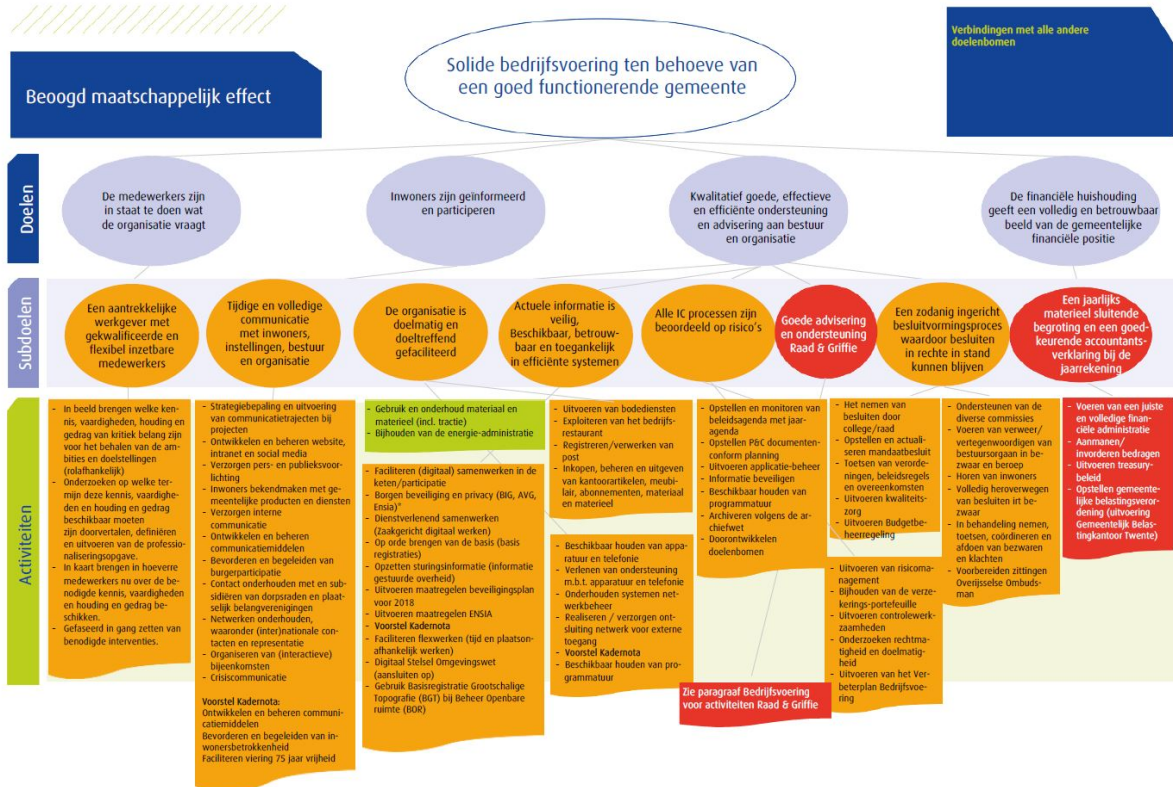 Beoogd maatschappelijk effect
Solide bedrijfsvoering ten behoeve van
een goed functionerende gemeente
Verbindingen met alle andere
doelenbomen
Doelen
De medewerkers zijn
in staat te doen wat
de organisatie vraagt
Inwoners zijn geïnformeerd
en participeren
Kwalitatief goede, effectieve
en efficiënte ondersteuning
en advisering aan bestuur
en organisatie
De financiële huishouding
geeft een volledig en betrouwbaar
beeld van de gemeentelijke
financiële positie
Subdoelen
Een aantrekkelijke
werkgever met
gekwalificeerde en
flexibel inzetbare
medewerkers
Tijdige en volledige
communicatie
met inwoners,
instellingen, bestuur
en organisatie
De organisatie is
doelmatig en
doeltreffend
gefaciliteerd
Actuele informatie is
veilig,
Beschikbaar, betrouw-
baar en toegankelijk
in efficiënte systemen
Alle IC processen zijn
beoordeeld op risico's
Goede advisering
en ondersteuning
Raad & Griffie
Een zodanig ingericht
besluitvormingsproces
waardoor besluiten
in rechte in stand
kunnen blijven
Een jaarlijks
materieel sluitende
begroting en een goed-
keurende accountants-
verklaring bij de
jaarrekening
Activiteiten
- In beeld brengen welke ken-
nis, vaardigheden, houding en
gedrag van kritiek belang zijn
voor het behalen van de am-
bities en doelstellingen
(rolafhankelijk)
- Onderzoeken op welke ter-
mijn deze kennis, vaardighe-
den en houding en gedrag
beschikbaar moeten
zijn doorvertalen, definiëren
en uitvoeren van de professio-
naliseringsopgave.
- In kaart brengen in hoeverre
medewerkers nu over de be-
nodigde kennis, vaardigheden
en houding en gedrag be-
schikken.
- Gefaseerd in gang zetten van
benodigde interventies.
- Strategiebepaling en uitvoering
van communicatietrajecten bij
projecten
- Ontwikkelen en beheren website,
intranet en social media
- Verzorgen pers- en publieksvoor-
lichting
- Inwoners bekendmaken met ge-
meentelijke producten en diensten
- Verzorgen interne
communicatie
- Ontwikkelen en beheren
communicatiemiddelen
- Bevorderen en begeleiden van
burgerparticipatie
- Contact onderhouden met en sub-
sidiëren van dorpsraden en plaat-
selijk belangverenigingen
- Netwerken onderhouden,
waaronder (inter)nationale con-
tacten en representatie
- Organiseren van (interactieve)
bijeenkomsten
- Crisiscommunicatie
Voorstel Kadernota:
Ontwikkelen en beheren communi-
catiemiddelen
Bevorderen en begeleiden van in-
wonersbetrokkenheid
Faciliteren viering 75 jaar vrijheid
- Gebruik en onderhoud materiaal en
materieel (incl. tractie)
- Bijhouden van de energie-administratie
- Faciliteren (digitaal) samenwerken in de
keten/participatie
- Borgen beveiliging en privacy (BIG, AVG,
Ensia)"
- Dienstverlenend samenwerken
(Zaakgericht digitaal werken)
- Op orde brengen van de basis (basis
registraties)
- Opzetten sturingsinformatie (informatie
gestuurde overheid)
- Uitvoeren maatregelen beveiligingsplan
voor 2018
- Uitvoeren maatregelen ENSIA
- Voorstel Kadernota
- Faciliteren flexwerken (tijd en plaatson-
afhankelijk werken)
- Digitaal Stelsel Omgevingswet
(aansluiten op)
- Gebruik Basisregistratie Grootschalige
Topografie (BGT) bij Beheer Openbare
ruimte (BOR)
- Uitvoeren van bodediensten
- Exploiteren van het bedrijfs-
restaurant
- Registreren/verwerken van
post
- Inkopen, beheren en uitgeven
van kantoorartikelen, meubi-
lair, abonnementen, materiaal
en materieel
- Beschikbaar houden van appa-
ratuur en telefonie
- Verlenen van ondersteuning
m.b.t. apparatuur en telefonie
- Onderhouden systemen net-
werkbeheer
- Realiseren / verzorgen ont-
sluiting netwerk voor externe
toegang
- Voorstel Kadernota
- Beschikbaar houden van pro-
grammatuur
- Opstellen en monitoren van
beleidsagenda met jaar-
agenda
- Opstellen P&C documenten-
conform planning
- Uitvoeren applicatie-beheer
- Informatie beveiligen
- Beschikbaar houden van
programmatuur
- Archiveren volgens de ar-
chiefwet
- Doorontwikkelen
doelenbomen
Zie paragraaf Bedrijfsvoering
voor activiteiten Raad & Griffie
- Het nemen van
besluiten door
college/raad
- Opstellen en actuali-
seren mandaatbesluit
- Toetsen van verorde-
ningen, beleidsregels
en overeenkomsten
- Uitvoeren kwaliteits-
zorg
- Uitvoeren Budgetbe-
heerregeling
- Uitvoeren van risicoma-
nagement
- Bijhouden van de verze-
kerings-portefeuille
- Uitvoeren controlewerk-
zaamheden
- Onderzoeken rechtma-
tigheid en doelmatig-
heid
- Uitvoeren van het Ver-
beterplan Bedrijfsvoe-
ring
- Ondersteunen van de
diverse commissies
- Voeren van verweer/
vertegenwoordigen van
bestuursorgaan in be-
zwaar en beroep
- Horen van inwoners
- Volledig heroverwegen
van besluiten irt be-
zwaar
- In behandeling nemen,
toetsen, coördineren en
afdoen van bezwaren
en klachten
- Voorbereiden zittingen
Overijsselse Ombuds-
man
- Voeren van een juiste
en volledige finan-
ciële administratie
- Aanmanen/
invorderen bedragen
- Uitvoeren treasury-
beleid
- Opstellen gemeente-
lijke belastingsveror-
dening (uitvoering
Gemeentelijk Belas-
tingkantoor Twente)